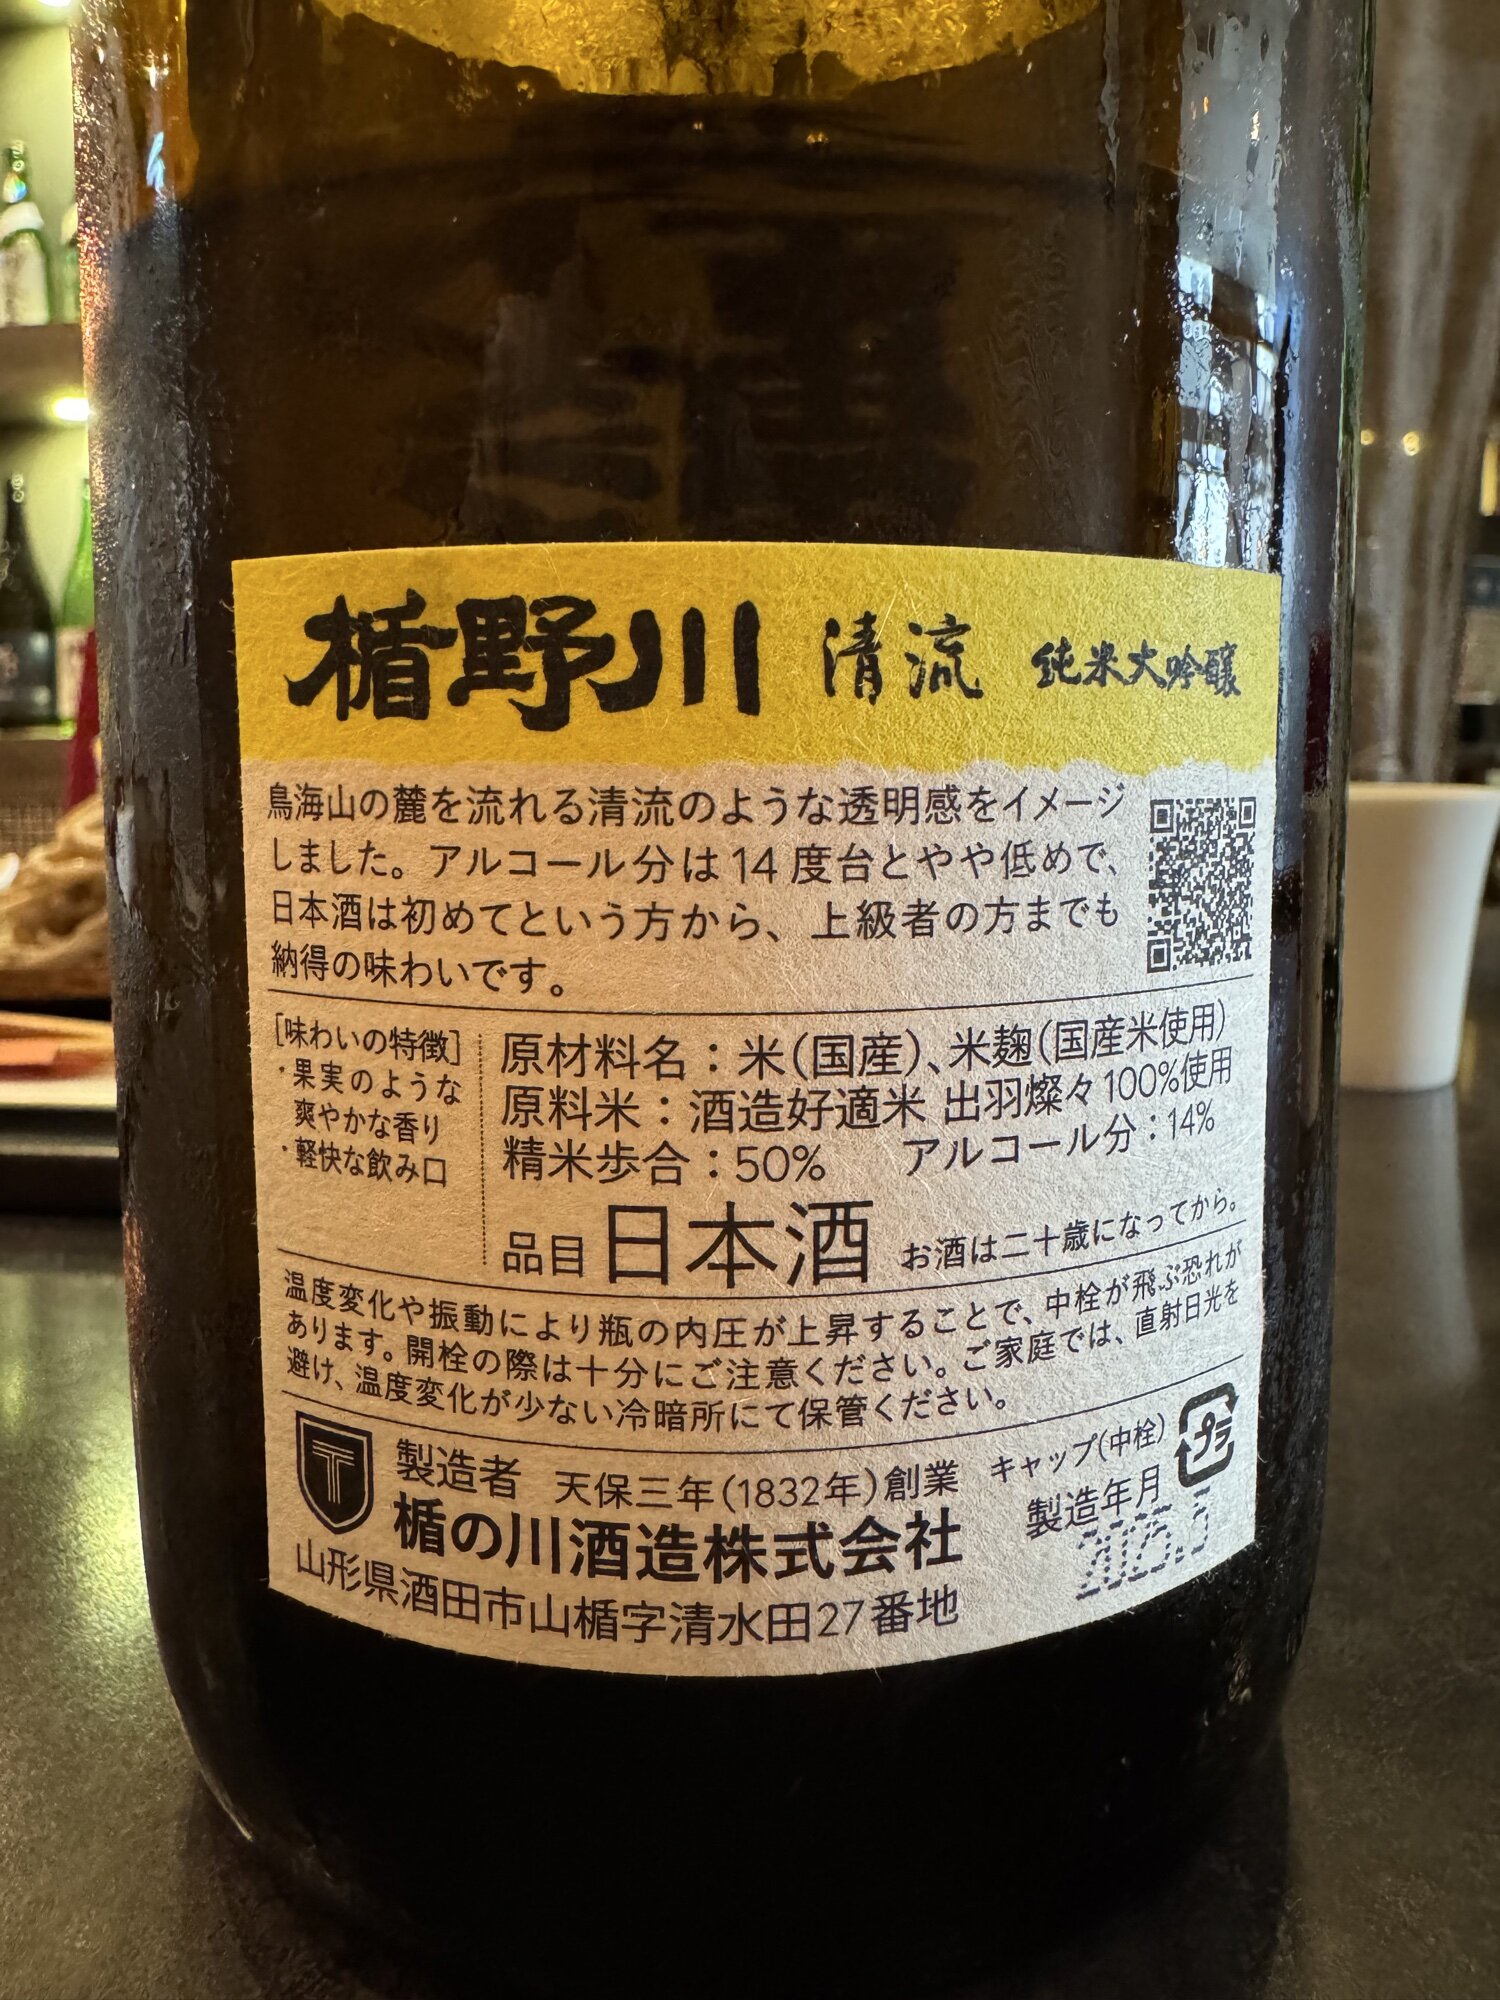 楯野川 清流 純米大吟醸
鳥海山の麓を流れる清流のような透明感をイメージ
しました。アルコール分は14度台とやや低めで、
日本酒は初めてという方から、上級者の方までも
納得の味わいです。
[味わいの特徴]
・果実のような
爽やかな香り
・軽快な飲み口
原材料名：米(国産)、米麹(国産米使用)
原料米：酒造好適米 出羽燦々100%使用
精米歩合：50% アルコール分：14%
品目 日本酒 お酒は二十歳になってから。
温度変化や振動により瓶の内圧が上昇することで、中栓が飛ぶ恐れが
あります。開栓の際は十分にご注意ください。ご家庭では、直射日光を
避け、温度変化が少ない冷暗所にて保管ください。
製造者 天保三年(1832年)創業
楯の川酒造株式会社
山形県酒田市山楯字清水田27番地
キャップ(中栓)
プラ
製造年月